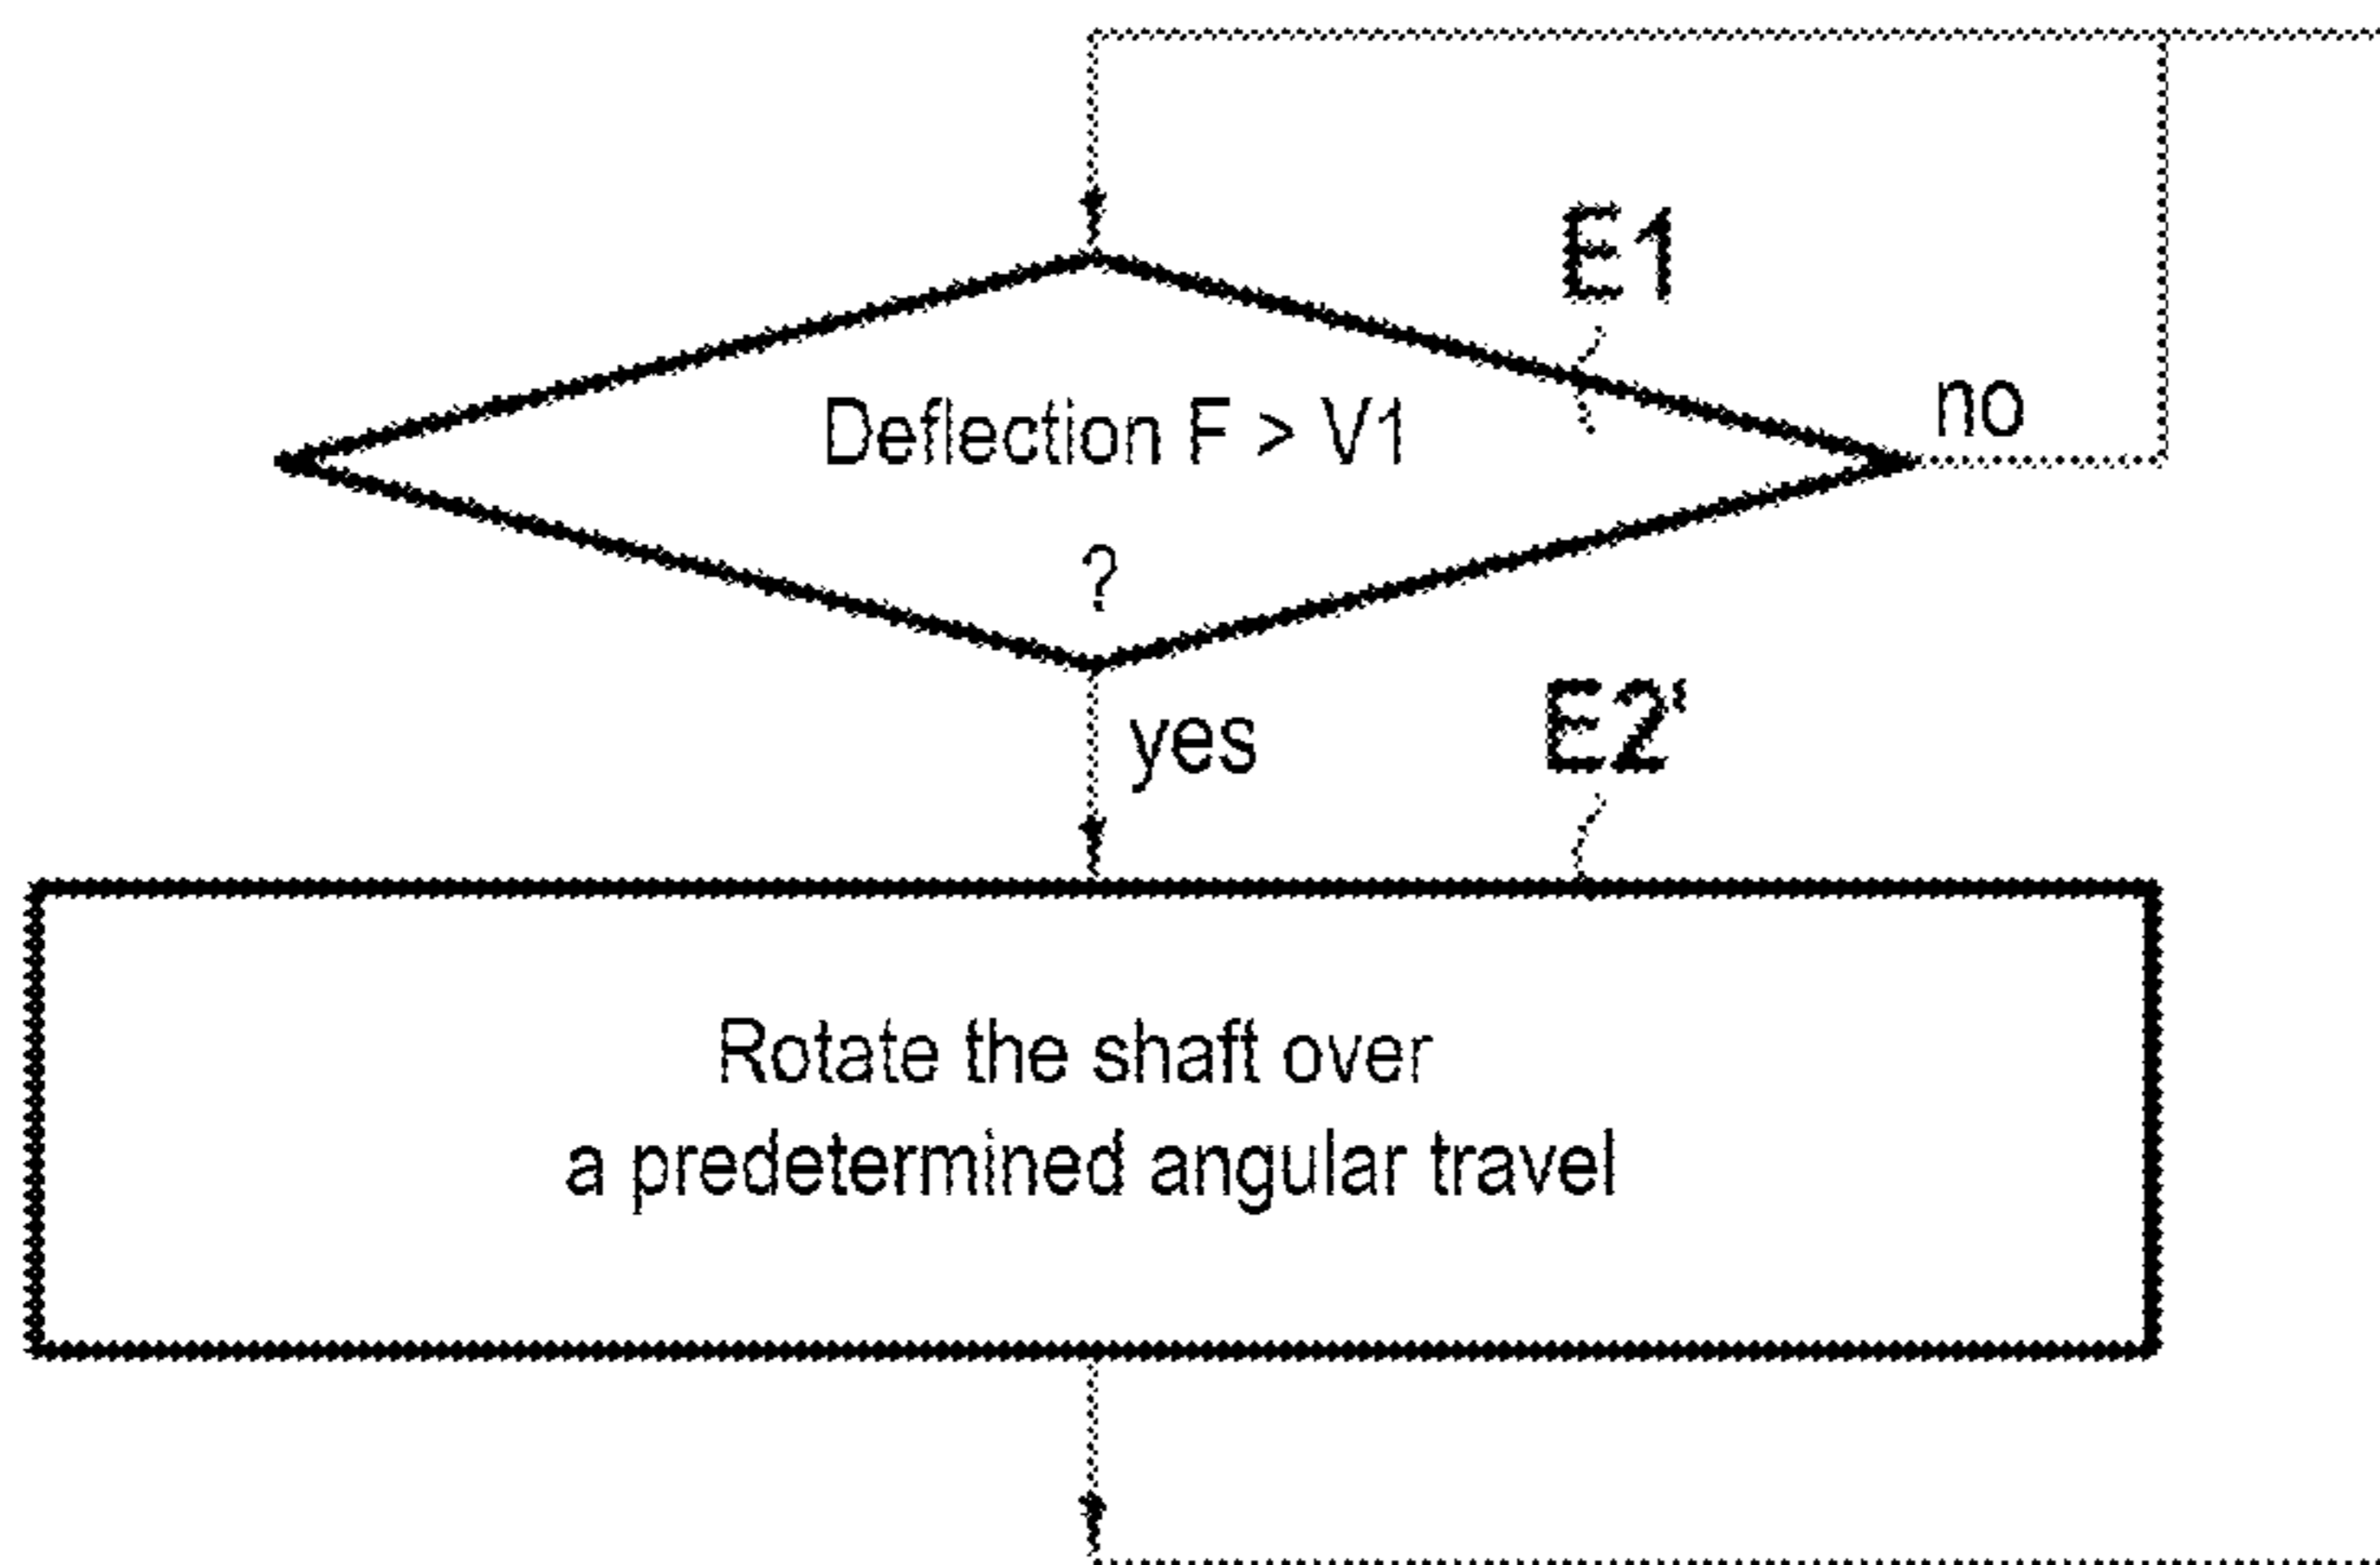 E1
Deflection F > V1
no
?
yes
E2'
Rotate the shaft over
a predetermined angular travel